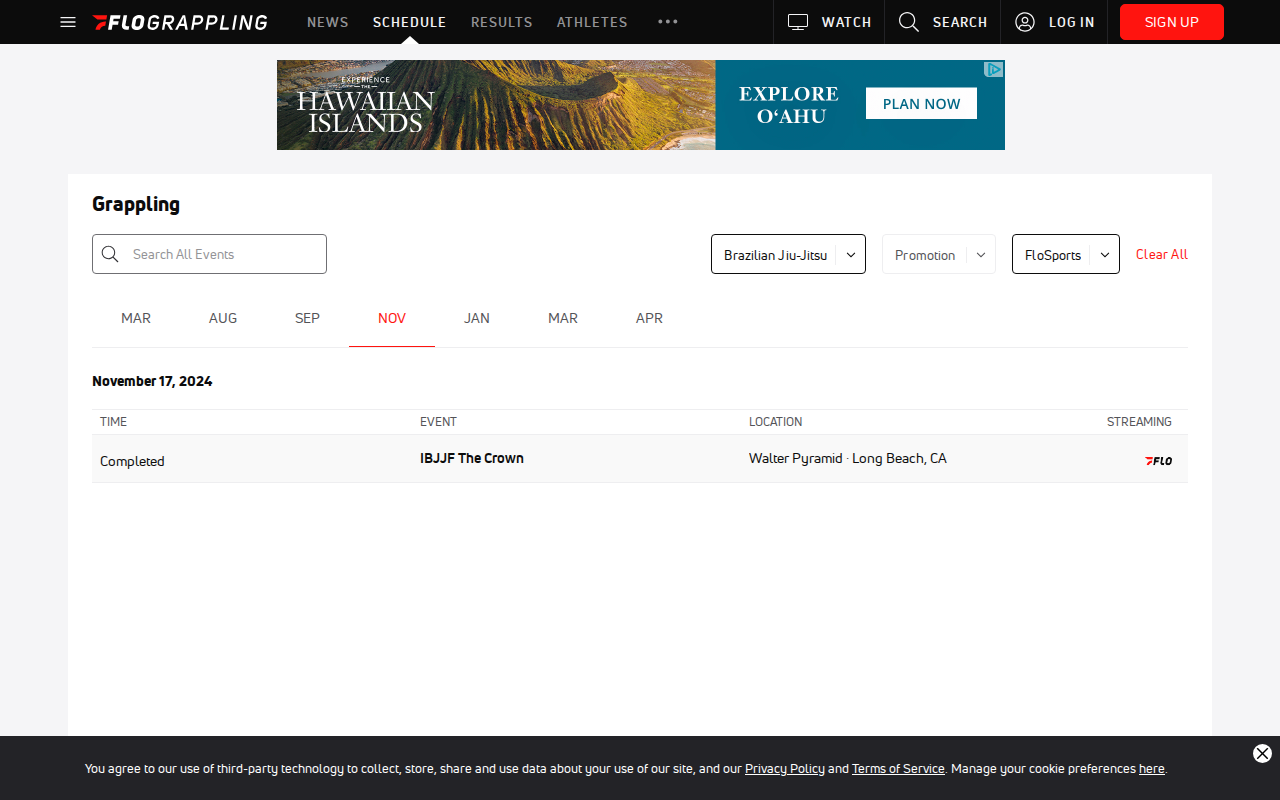 FLOGRAPPLING
NEWS
SCHEDULE
RESULTS
ATHLETES
WATCH
SEARCH
LOG IN
SIGN UP
EXPERIENCE
THE
HAWAIIAN
ISLANDS
EXPLORE
OʻAHU
PLAN NOW
Grappling
Search All Events
Brazilian Jiu-Jitsu
Promotion
FloSports
Clear All
MAR
AUG
SEP
NOV
JAN
MAR
APR
November 17, 2024
TIME
EVENT
LOCATION
STREAMING
Completed
IBJJF The Crown
Walter Pyramid · Long Beach, CA
FLO
You agree to our use of third-party technology to collect, store, share and use data about your use of our site, and our Privacy Policy and Terms of Service. Manage your cookie preferences here.